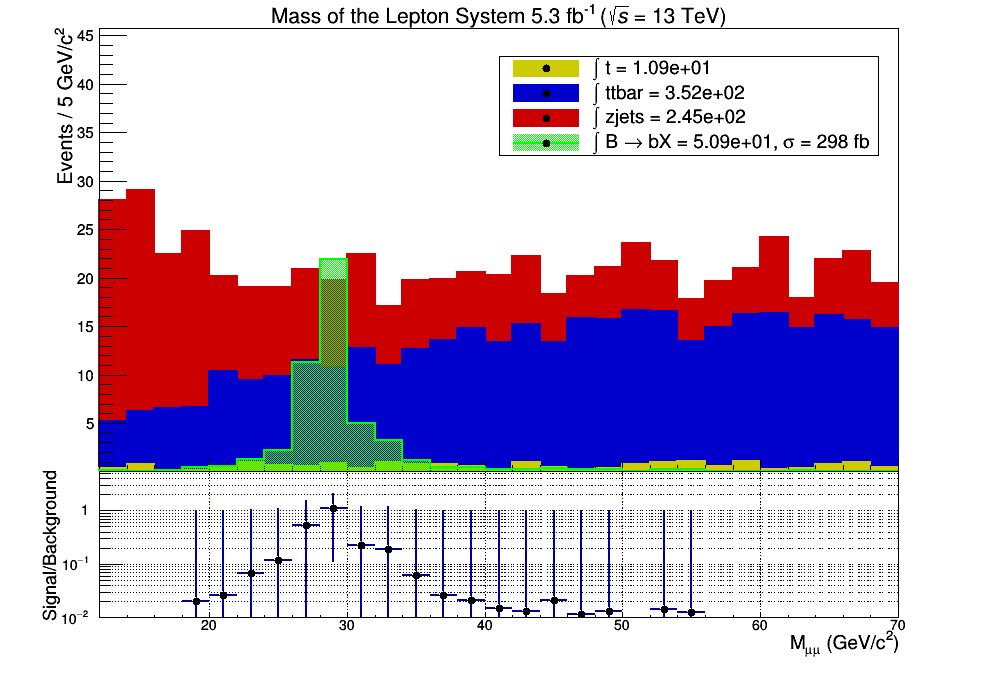 Mass of the Lepton System 5.3 fb⁻¹ (√s = 13 TeV)
Events / 5 GeV/c²
45
40
35
30
25
20
15
10
5
∫ t = 1.09e+01
∫ ttbar = 3.52e+02
∫ zjets = 2.45e+02
∫ B → bX = 5.09e+01, σ = 298 fb
Signal/Background
1
10⁻¹
10⁻²
20 30 40 50 60 70
M_μμ (GeV/c²)